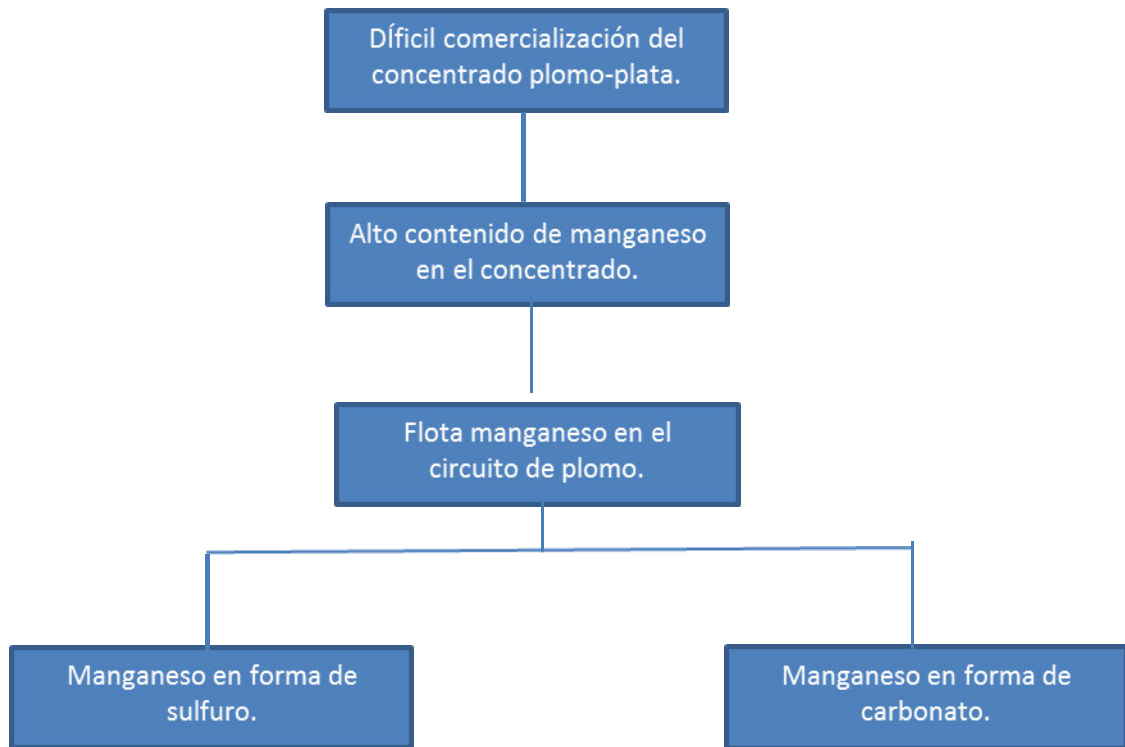 DÍficil comercialización del
concentrado plomo-plata.
Alto contenido de manganeso
en el concentrado.
Flota manganeso en el
circuito de plomo.
Manganeso en forma de
sulfuro.
Manganeso en forma de
carbonato.